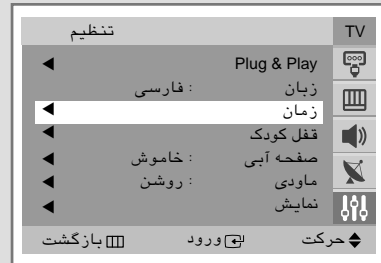 TV
تنظیم
Plug & Play
زبان : فارسی
زمان
قفل کودک
صفحه آبی : خاموش
ماودی : روشن
نمایش
حرکت ورود بازگشت